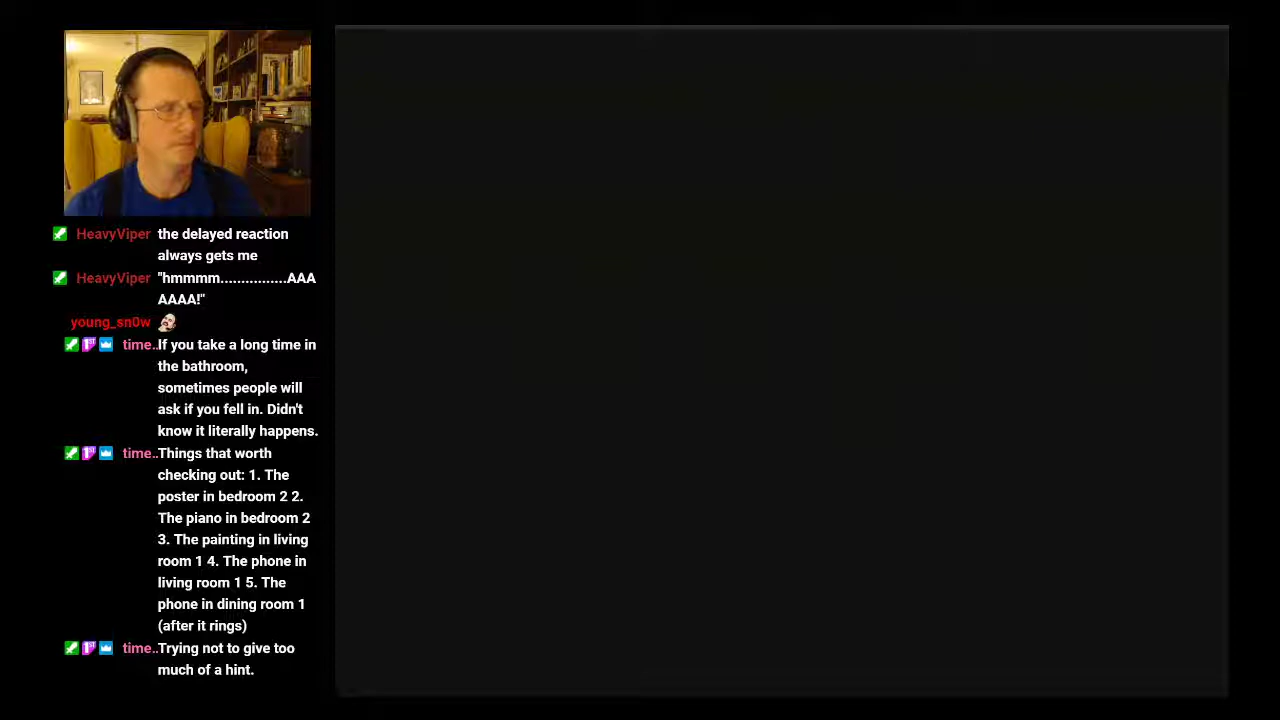 HeavyViper the delayed reaction
always gets me
HeavyViper "hmmmm................AAA
AAAA!"
young_sn0w
time..If you take a long time in
the bathroom,
sometimes people will
ask if you fell in. Didn't
know it literally happens.
time..Things that worth
checking out: 1. The
poster in bedroom 2 2.
The piano in bedroom 2
3. The painting in living
room 1 4. The phone in
living room 1 5. The
phone in dining room 1
(after it rings)
time..Trying not to give too
much of a hint.